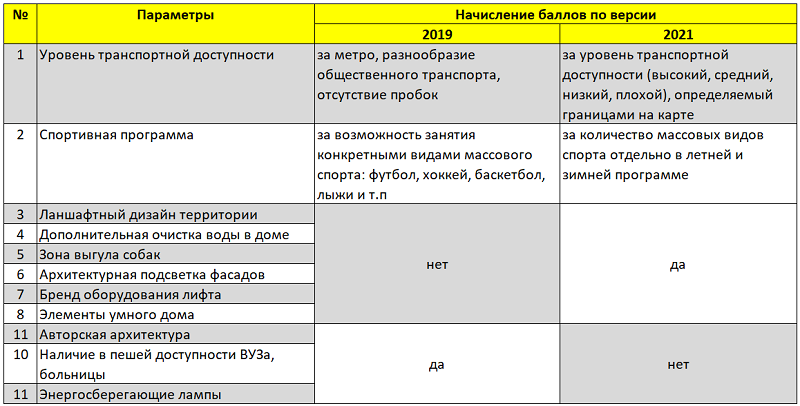 № Параметры Начисление баллов по версии
2019 2021
1 Уровень транспортной доступности за метро, разнообразие общественного транспорта, отсутствие пробок за уровень транспортной доступности (высокий, средний, низкий, плохой), определяемый границами на карте
2 Спортивная программа за возможность занятия конкретными видами массового спорта: футбол, хоккей, баскетбол, лыжи и т.п за количество массовых видов спорта отдельно в летней и зимней программе
3 Ланшафтный дизайн территории
4 Дополнительная очистка воды в доме
5 Зона выгула собак
нет да
6 Архитектурная подсветка фасадов
7 Бренд оборудования лифта
8 Элементы умного дома
11 Авторская архитектура
10 Наличие в пешей доступности ВУЗа, больницы
да нет
11 Энергосберегающие лампы